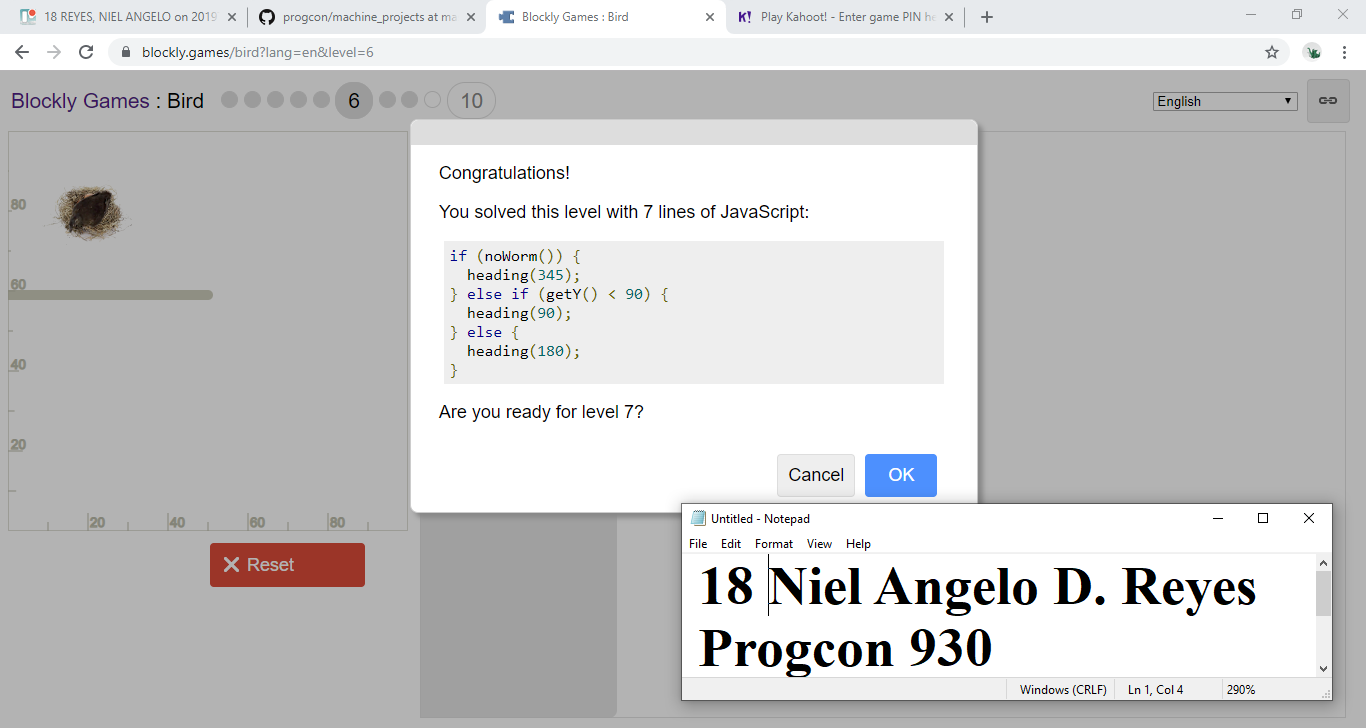 18 REYES, NIEL ANGELO on 2019
progcon/machine_projects at ma
Blockly Games : Bird
K! Play Kahoot! - Enter game PIN he
blockly.games/bird?lang=en&level=6
Blockly Games : Bird 6 10
English
80
60
40
20
20 40 60 80
Reset
Congratulations!
You solved this level with 7 lines of JavaScript:
if (noWorm()) {
  heading(345);
} else if (getY() < 90) {
  heading(90);
} else {
  heading(180);
}
Are you ready for level 7?
Cancel OK
Untitled - Notepad
File Edit Format View Help
18 Niel Angelo D. Reyes
Progcon 930
Windows (CRLF) Ln 1, Col 4 290%